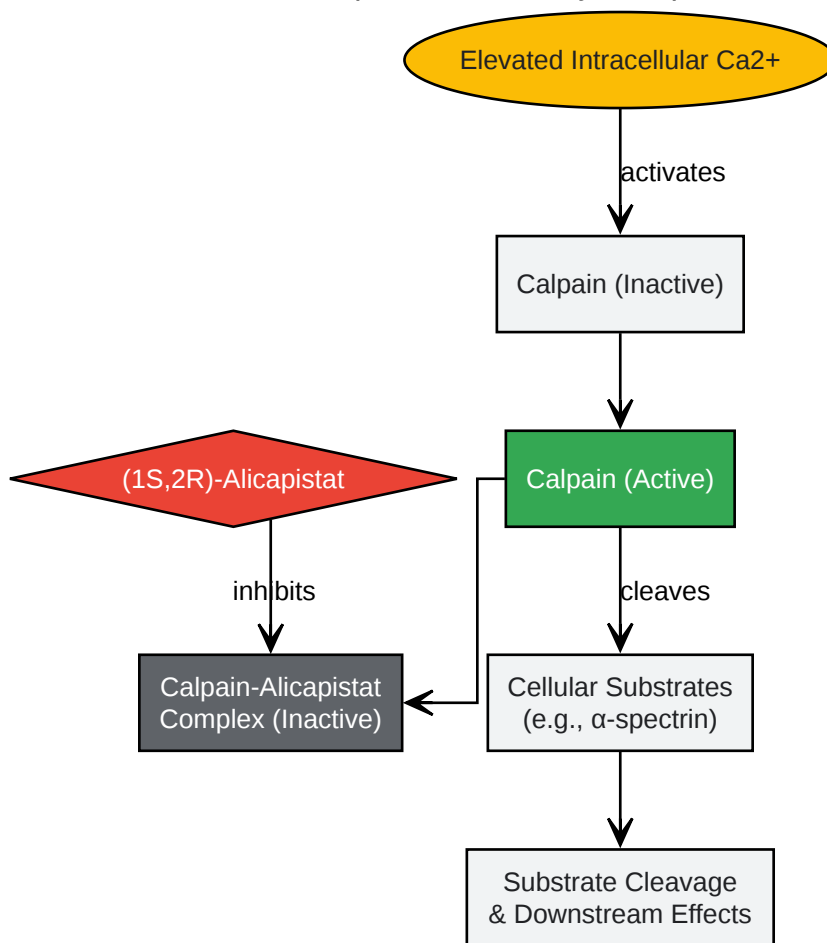 Elevated Intracellular Ca2+
activates
Calpain (Inactive)
(1S,2R)-Alicapistat
Calpain (Active)
inhibits
cleaves
Calpain-Alicapistat
Complex (Inactive)
Cellular Substrates
(e.g., α-spectrin)
Substrate Cleavage
& Downstream Effects